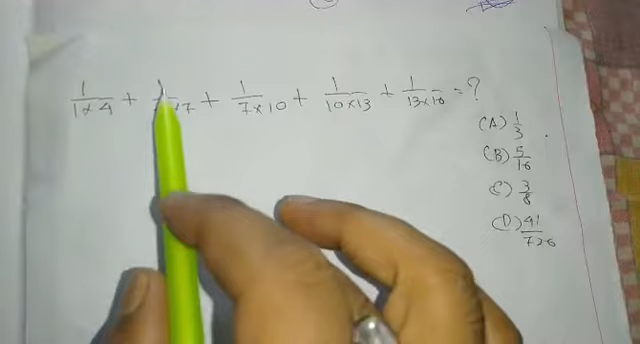 1/1×4 + 1/ ×7 + 1/7×10 + 1/10×13 + 1/13×16 = ?
(A) 1/3
(B) 5/16
(C) 3/8
(D) 41/728